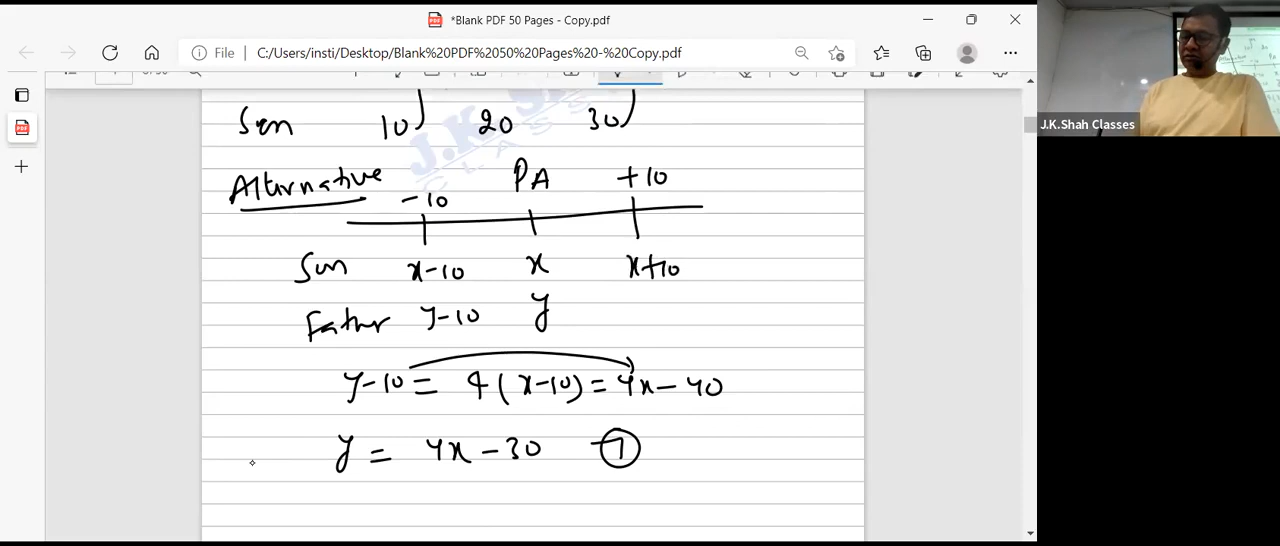 *Blank PDF 50 Pages - Copy.pdf
File C:/Users/insti/Desktop/Blank%20PDF%2050%20Pages%20-%20Copy.pdf
J.K.Shah Classes
Son 10 20 30
Alternative -10 PA +10
Son x-10 x x+10
Father y-10 y
y-10 = 4(x-10) = 4x-40
y = 4x-30 -1